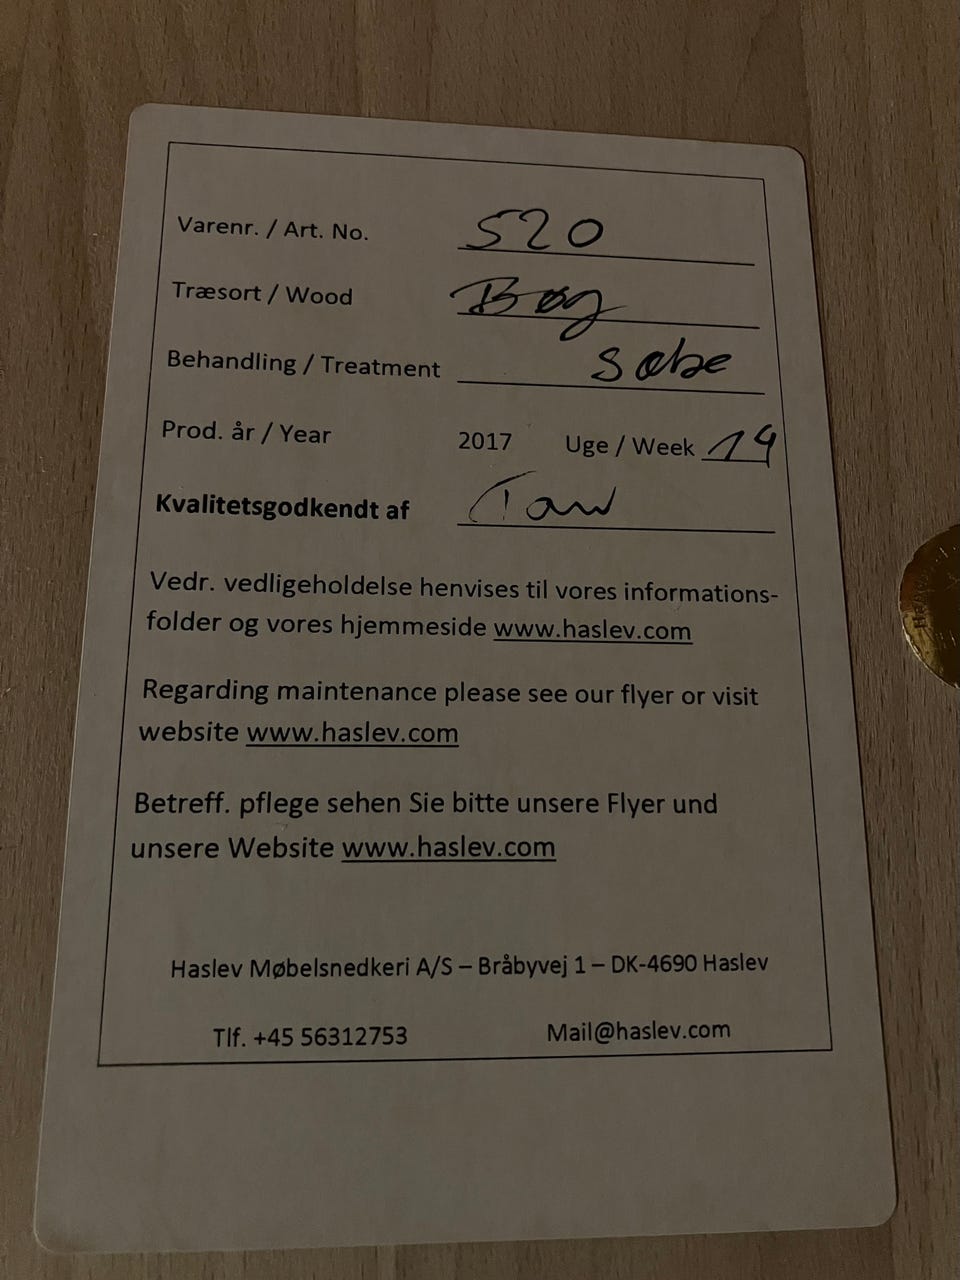 Varenr. / Art. No. 520
Træsort / Wood Bøg
Behandling / Treatment sæbe
Prod. år / Year 2017 Uge / Week 19
Kvalitetsgodkendt af
Vedr. vedligeholdelse henvises til vores informations-
folder og vores hjemmeside www.haslev.com
Regarding maintenance please see our flyer or visit
website www.haslev.com
Betreff. pflege sehen Sie bitte unsere Flyer und
unsere Website www.haslev.com
Haslev Møbelsnedkeri A/S – Bråbyvej 1 – DK-4690 Haslev
Tlf. +45 56312753 Mail@haslev.com